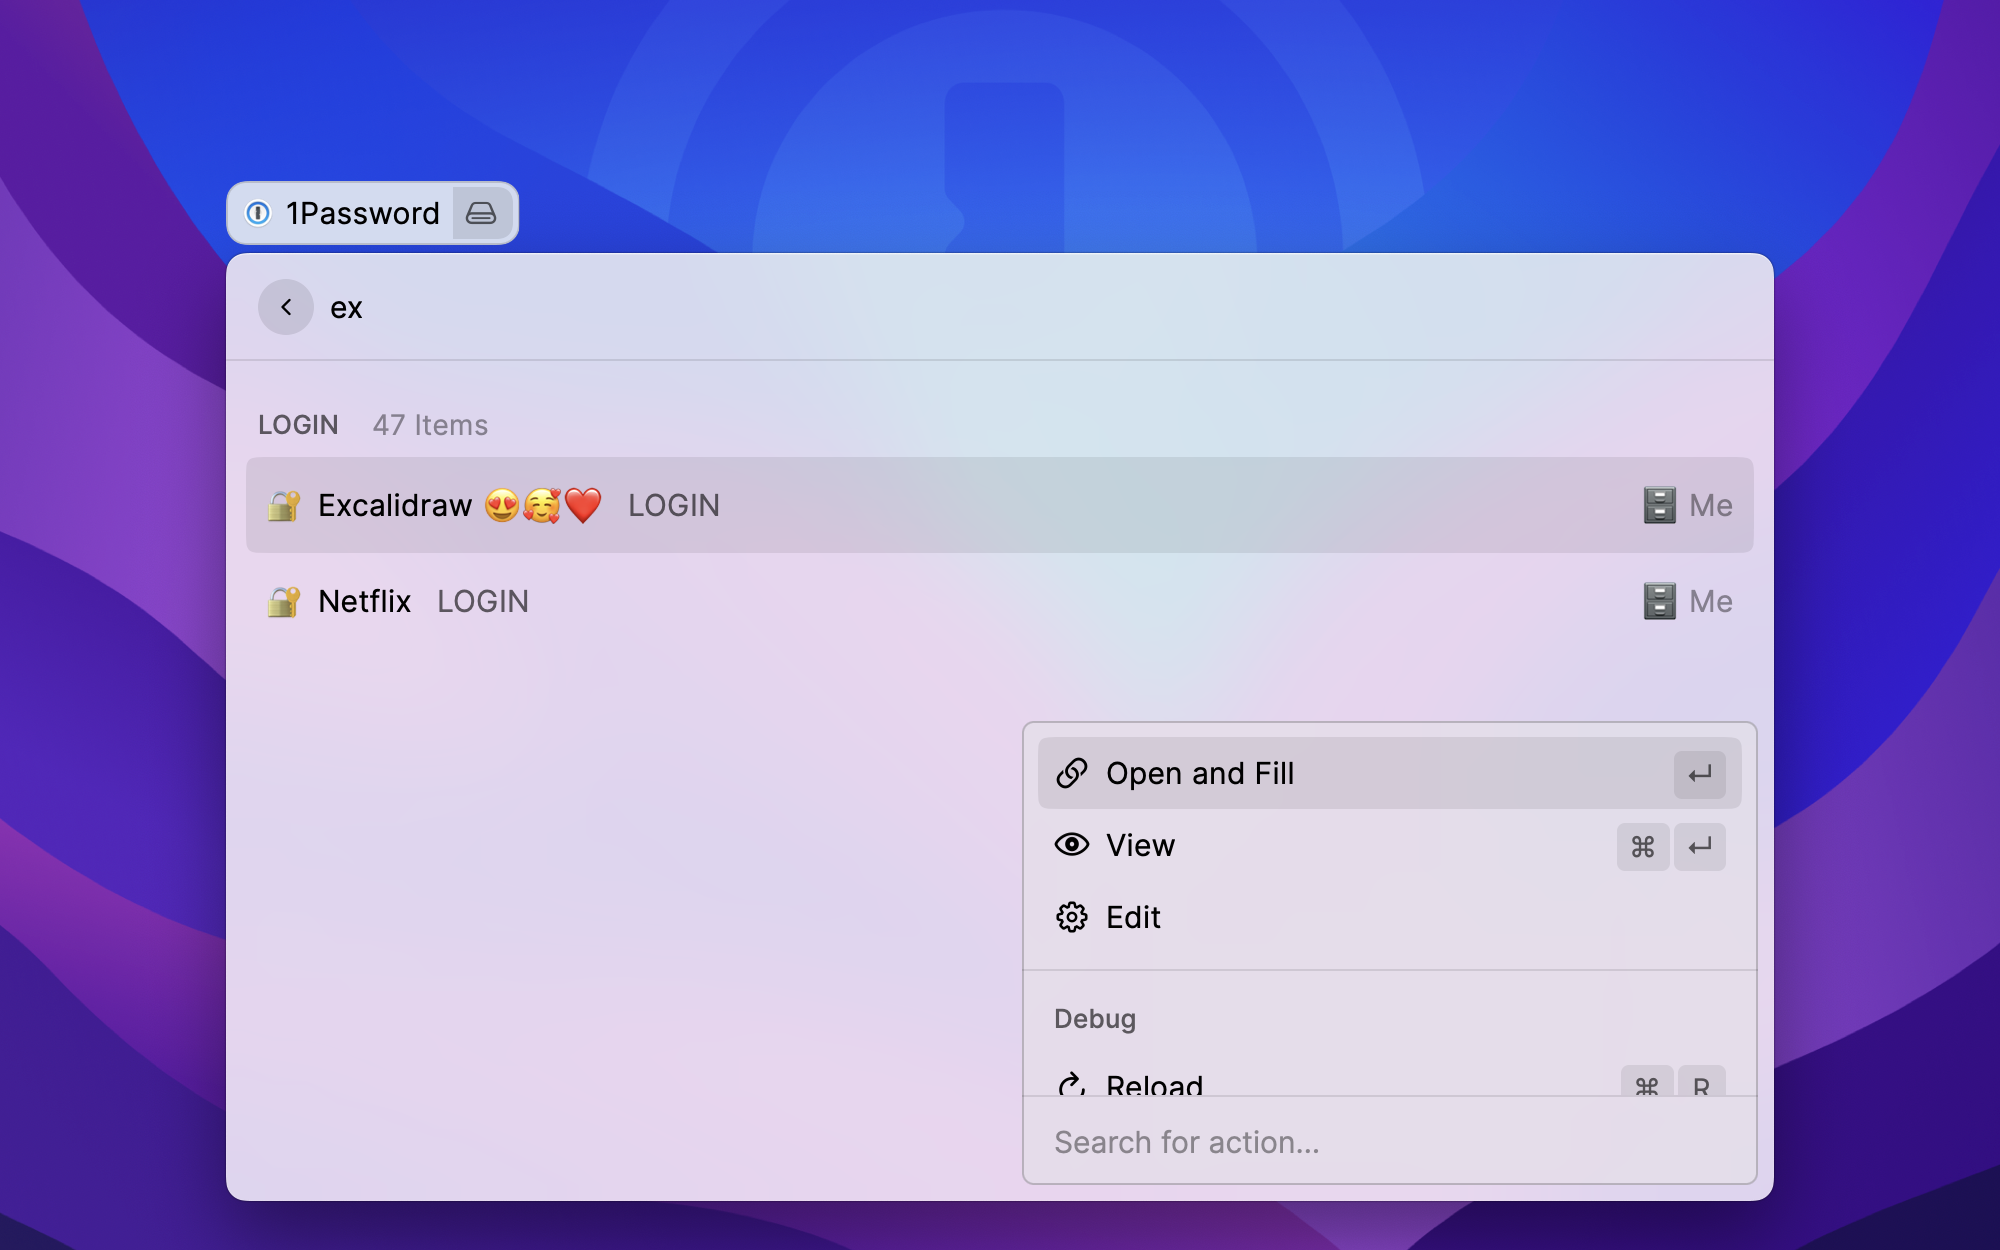 1Password
ex
LOGIN 47 Items
Excalidraw 😍🥰❤️ LOGIN Me
Netflix LOGIN Me
Open and Fill ↵
View ⌘ ↵
Edit
Debug
Reload ⌘ R
Search for action...